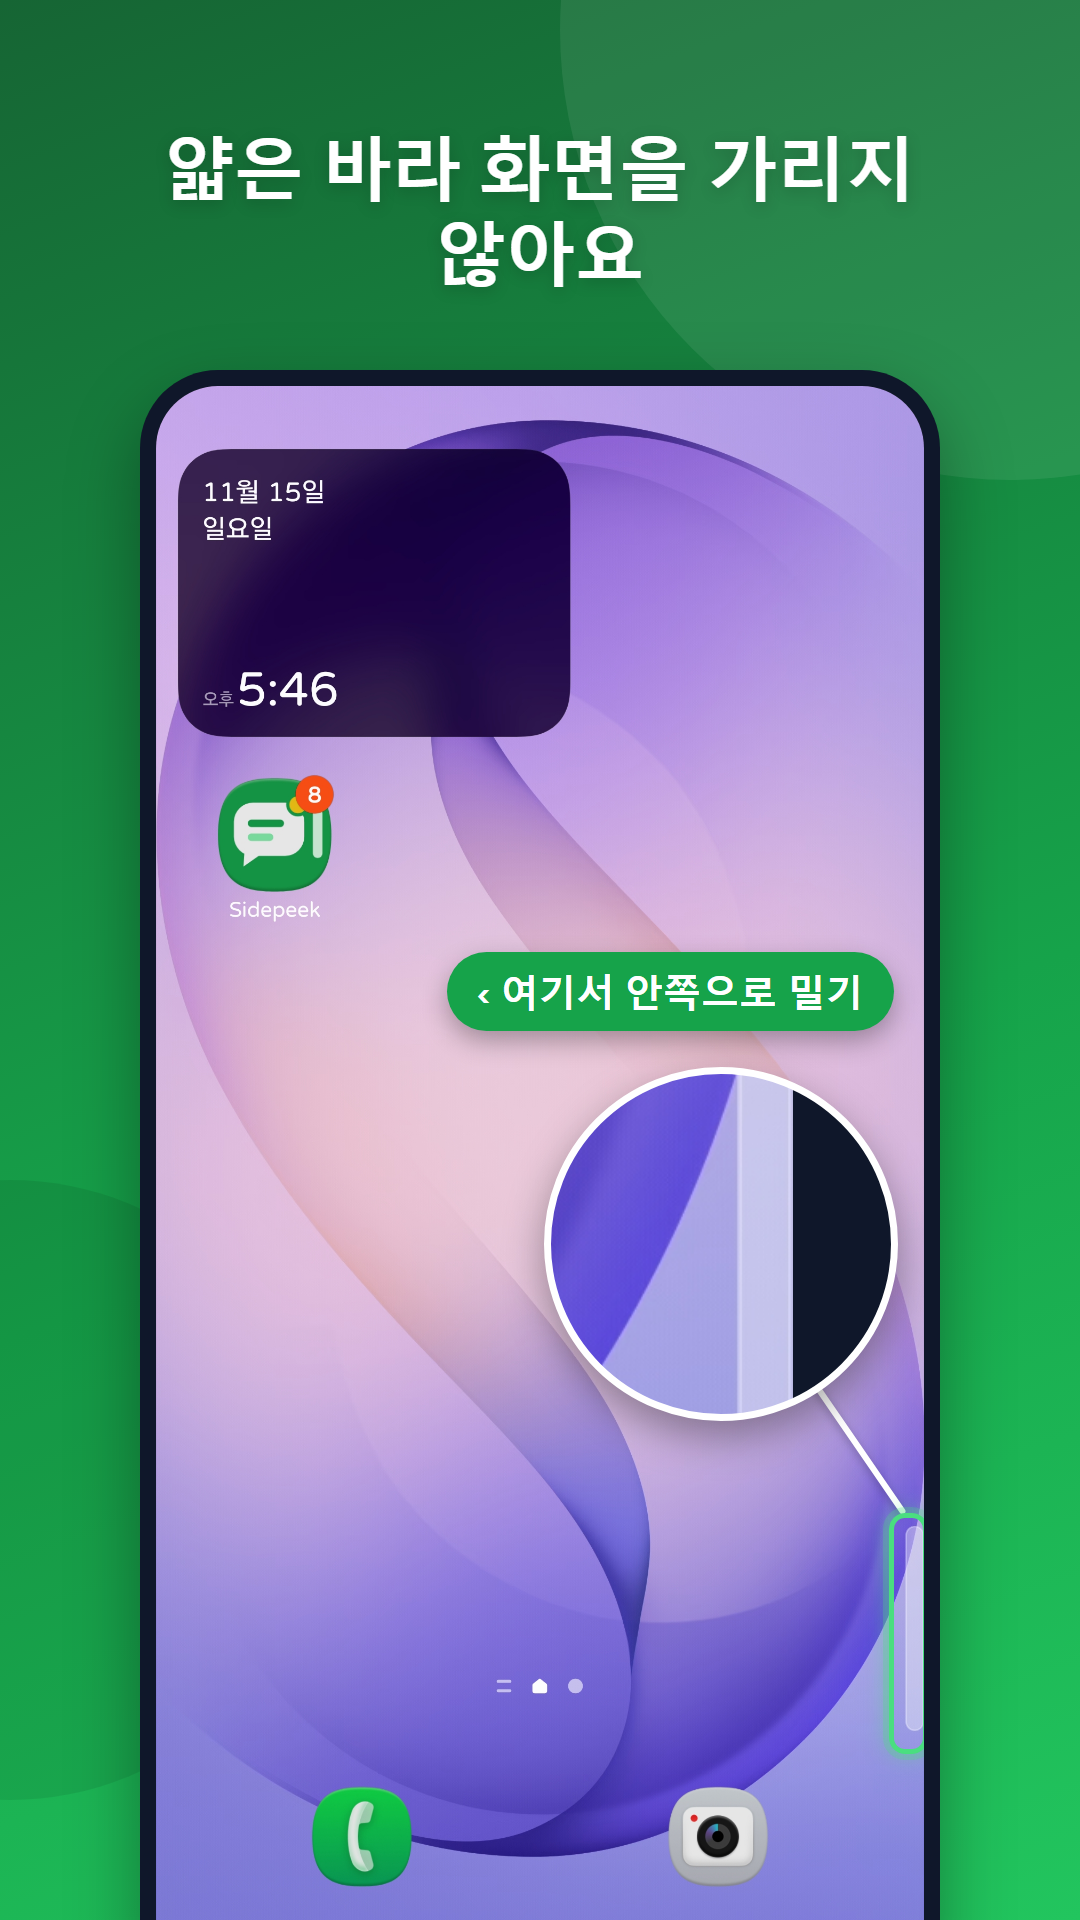 얇은 바라 화면을 가리지
않아요
11월 15일
일요일
오후 5:46
8
Sidepeek
‹ 여기서 안쪽으로 밀기